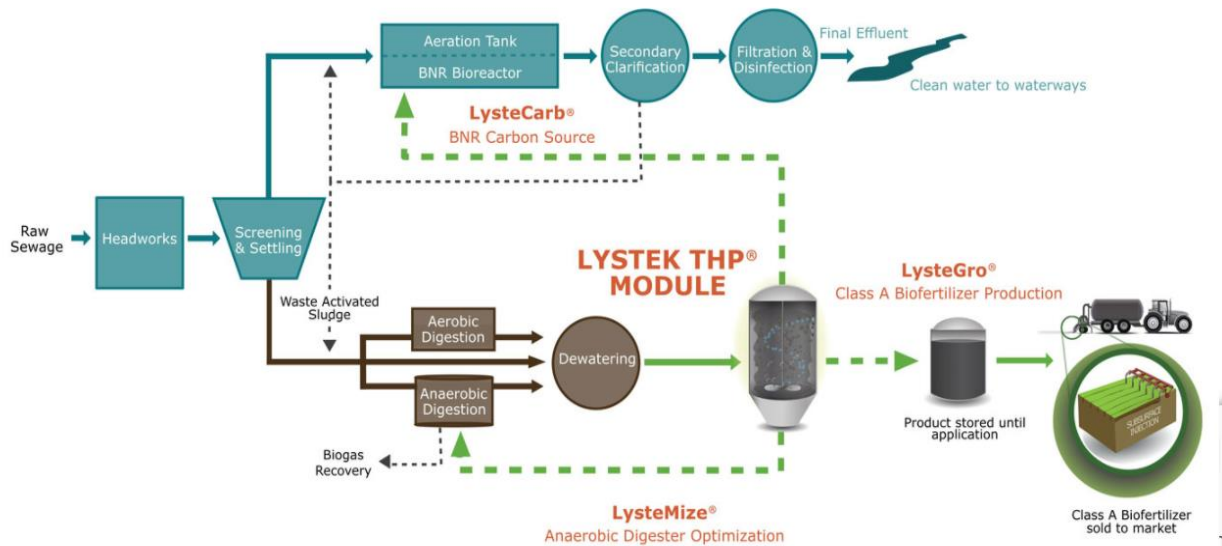 Aeration Tank
BNR Bioreactor
Secondary
Clarification
Filtration &
Disinfection
Final Effluent
Clean water to waterways
LysteCarb®
BNR Carbon Source
Raw
Sewage
Headworks
Screening
& Settling
LYSTEK THP®
MODULE
LysteGro®
Class A Biofertilizer Production
Waste Activated
Sludge
Aerobic
Digestion
Dewatering
Anaerobic
Digestion
Product stored until
application
SUBSURFACE
INJECTION
Biogas
Recovery
LysteMize®
Anaerobic Digester Optimization
Class A Biofertilizer
sold to market